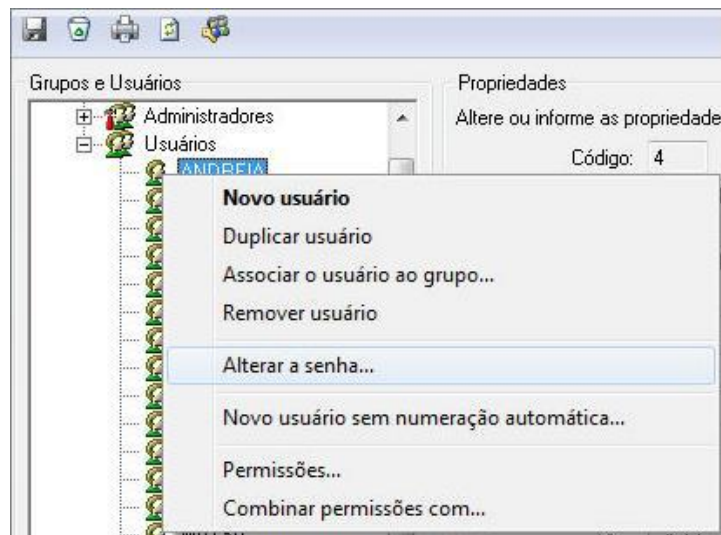 Grupos e Usuários
Propriedades
Administradores
Usuários
ANDREIA
Altere ou informe as propriedade
Código: 4
Novo usuário
Duplicar usuário
Associar o usuário ao grupo...
Remover usuário
Alterar a senha...
Novo usuário sem numeração automática...
Permissões...
Combinar permissões com...